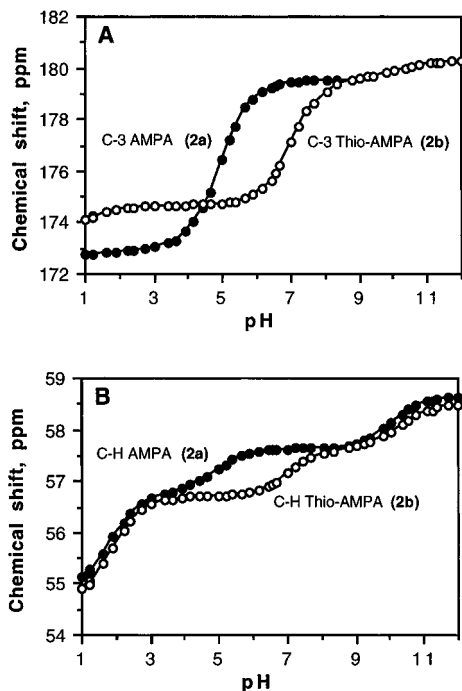 A
Chemical shift, ppm
182
180
178
176
174
172
C-3 AMPA (2a)
C-3 Thio-AMPA (2b)
1 3 5 7 9 11
pH
B
Chemical shift, ppm
59
58
57
56
55
54
C-H AMPA (2a)
C-H Thio-AMPA (2b)
1 3 5 7 9 11
pH